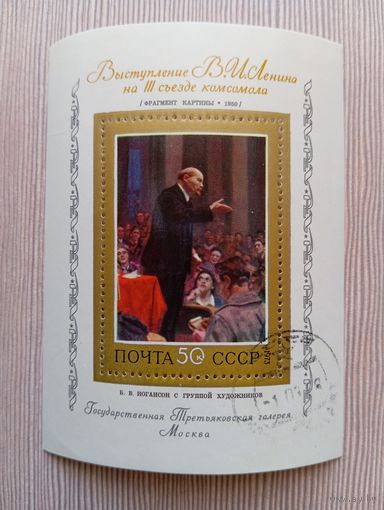 Выступление В.И.Ленина
на III съезде комсомола
/ФРАГМЕНТ КАРТИНЫ • 1950/
ПОЧТА 50к СССР
Б. В. ИОГАНСОН С ГРУППОЙ ХУДОЖНИКОВ
Государственная Третьяковская галерея.
Москва